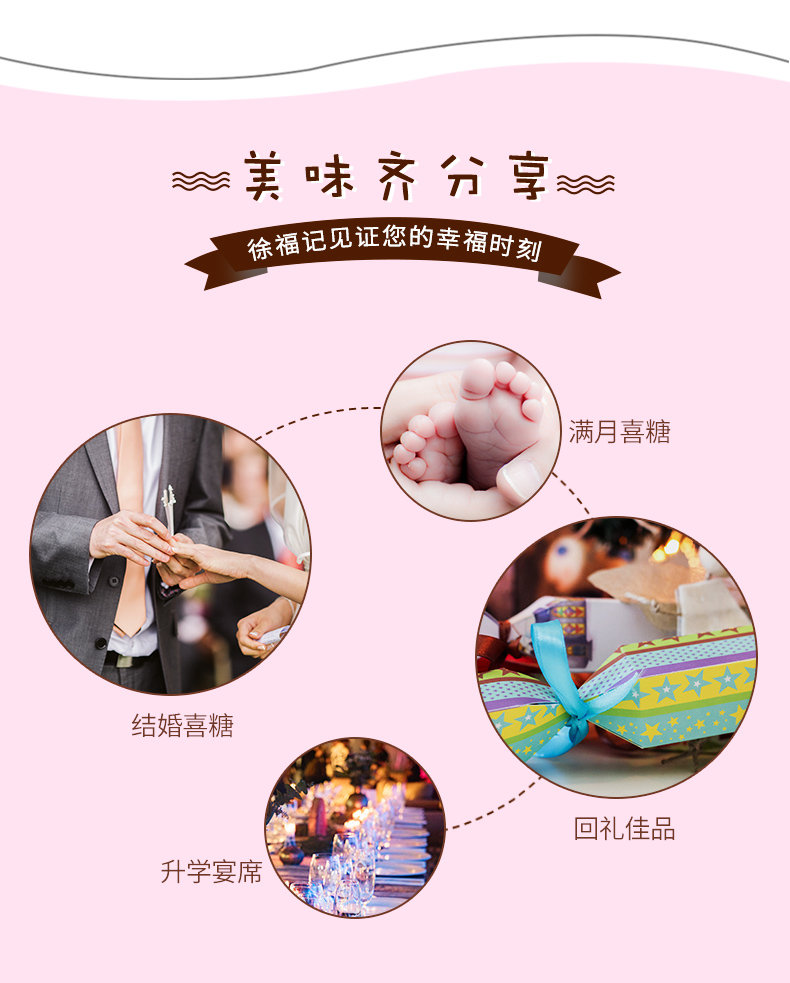 美味齐分享
徐福记见证您的幸福时刻
满月喜糖
结婚喜糖
回礼佳品
升学宴席